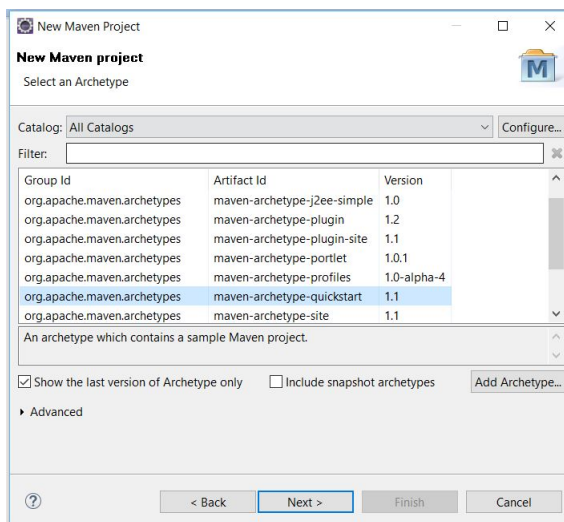 New Maven Project
New Maven project
Select an Archetype
M
Catalog: All Catalogs Configure...
Filter:
Group Id Artifact Id Version
org.apache.maven.archetypes maven-archetype-j2ee-simple 1.0
org.apache.maven.archetypes maven-archetype-plugin 1.2
org.apache.maven.archetypes maven-archetype-plugin-site 1.1
org.apache.maven.archetypes maven-archetype-portlet 1.0.1
org.apache.maven.archetypes maven-archetype-profiles 1.0-alpha-4
org.apache.maven.archetypes maven-archetype-quickstart 1.1
org.apache.maven.archetypes maven-archetype-site 1.1
An archetype which contains a sample Maven project.
Show the last version of Archetype only Include snapshot archetypes Add Archetype...
Advanced
? < Back Next > Finish Cancel